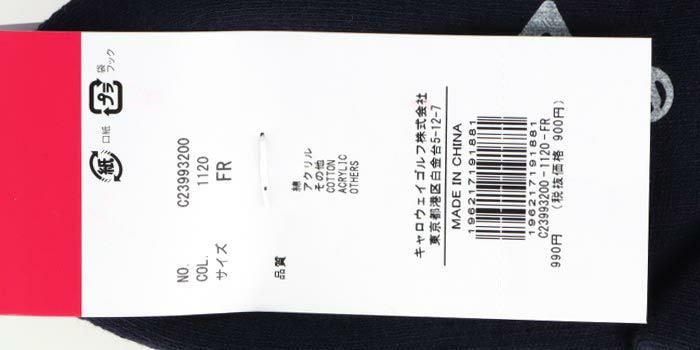 袋
フック
プラ
口紙
紙
NO. C23993200
COL. 1120
サイズ FR
品質 綿
アクリル
その他
COTTON
ACRYLIC
OTHERS
キャロウェイゴルフ株式会社
東京都港区白金台5-12-7
MADE IN CHINA
196217191881
196217191881
C23993200-1120-FR
990円 (税抜価格 900円)